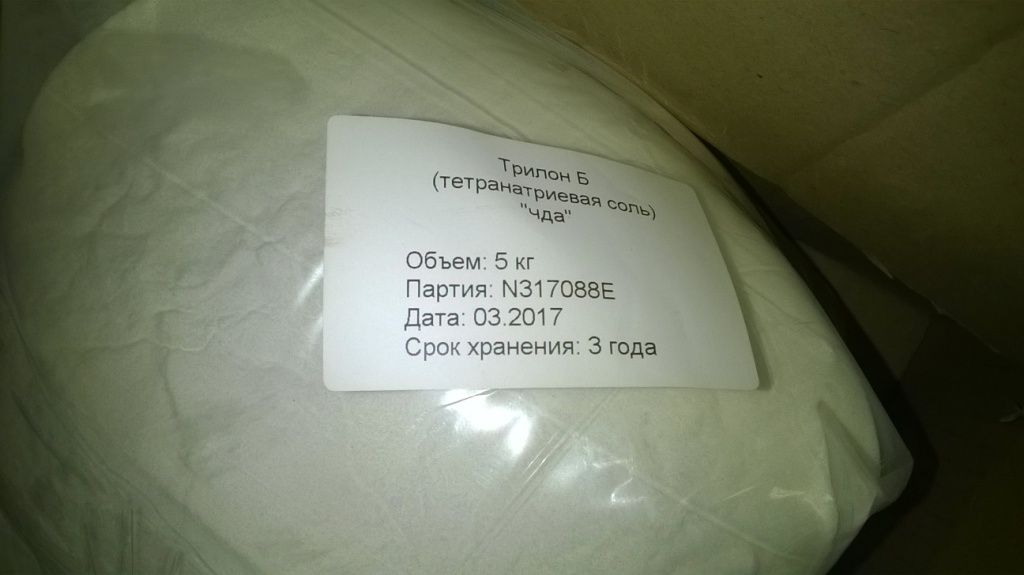 Трилон Б
(тетранатриевая соль)
"чда"
Объем: 5 кг
Партия: N317088E
Дата: 03.2017
Срок хранения: 3 года